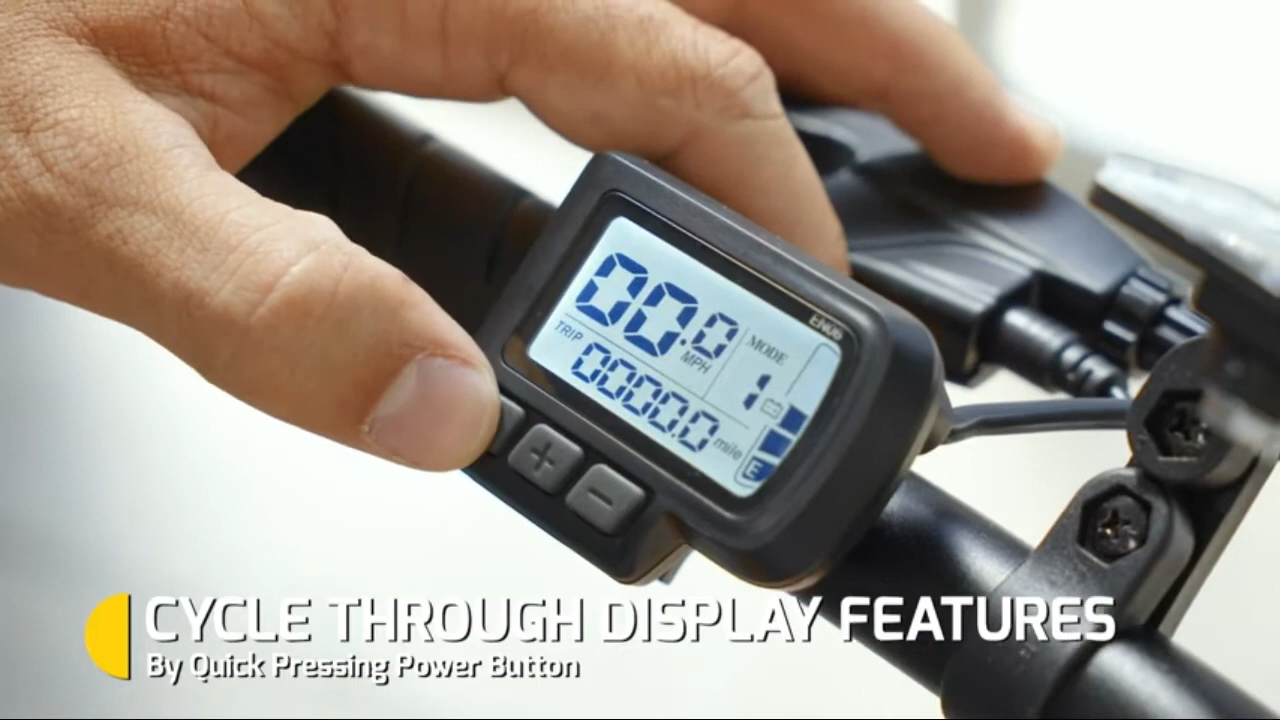 EN06
00.0
MPH
MODE
1
TRIP
0000.0 mile
E
+
-
CYCLE THROUGH DISPLAY FEATURES
By Quick Pressing Power Button